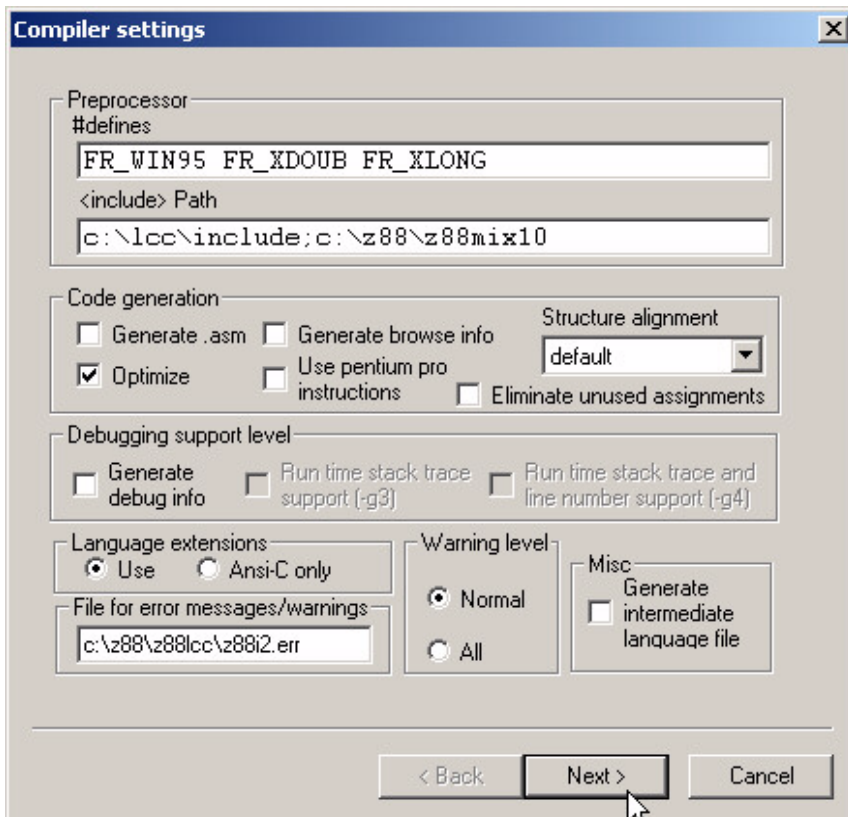 Compiler settings
Preprocessor
#defines
FR_WIN95 FR_XDOUB FR_XLONG
<include> Path
c:\lcc\include;c:\z88\z88mix10
Code generation
Generate .asm
Generate browse info
Structure alignment
default
Optimize
Use pentium pro
instructions
Eliminate unused assignments
Debugging support level
Generate
debug info
Run time stack trace
support (-g3)
Run time stack trace and
line number support (-g4)
Language extensions
Use
Ansi-C only
Warning level
Normal
All
Misc
Generate
intermediate
language file
File for error messages/warnings
c:\z88\z88lcc\z88i2.err
< Back
Next >
Cancel